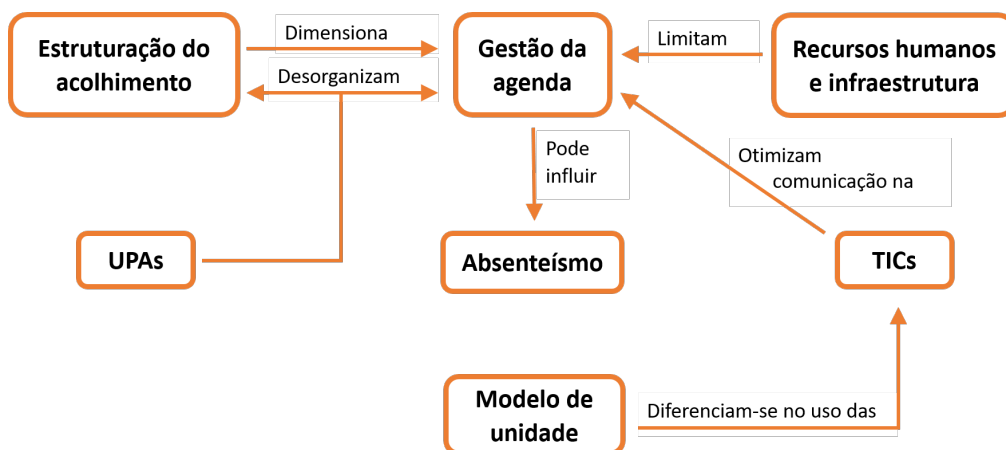 Estruturação do
acolhimento
Dimensiona
Desorganizam
Gestão da
agenda
Limitam
Recursos humanos
e infraestrutura
Pode
influir
Otimizam
comunicação na
UPAs
Absenteísmo
TICs
Modelo de
unidade
Diferenciam-se no uso das